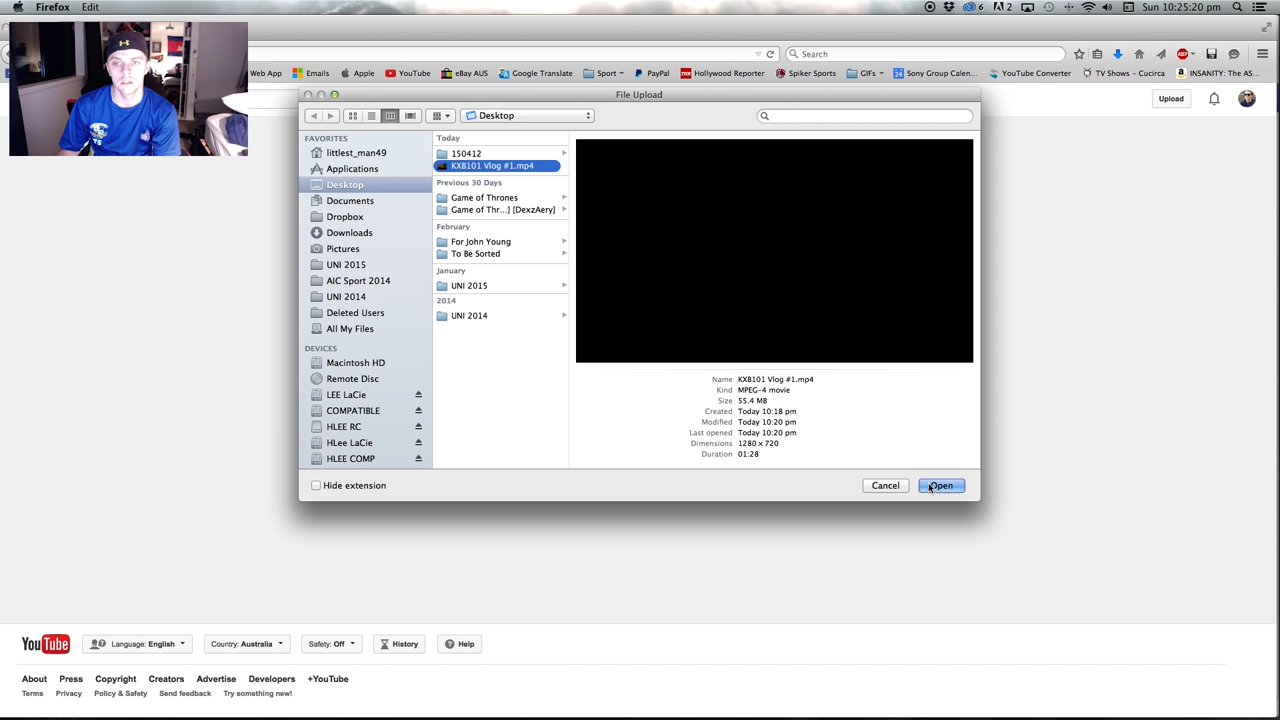 Firefox Edit
6
2
Sun 10:25:20 pm
Search
ABP
Web App Emails Apple YouTube eBay AUS Google Translate Sport PayPal Hollywood Reporter Spiker Sports GIFs Sony Group Calen... YouTube Converter TV Shows - Cucirca INSANITY: The AS...
File Upload
Upload
Desktop
FAVORITES
littlest_man49
Applications
Desktop
Documents
Dropbox
Downloads
Pictures
UNI 2015
AIC Sport 2014
UNI 2014
Deleted Users
All My Files
DEVICES
Macintosh HD
Remote Disc
LEE LaCie
COMPATIBLE
HLEE RC
HLee LaCie
HLEE COMP
Today
150412
KXB101 Vlog #1.mp4
Previous 30 Days
Game of Thrones
Game of Thr...] [DexzAery]
February
For John Young
To Be Sorted
January
UNI 2015
2014
UNI 2014
Name KXB101 Vlog #1.mp4
Kind MPEG-4 movie
Size 55.4 MB
Created Today 10:18 pm
Modified Today 10:20 pm
Last opened Today 10:20 pm
Dimensions 1280 × 720
Duration 01:28
Hide extension
Cancel
Open
YouTube Language: English Country: Australia Safety: Off History Help
About Press Copyright Creators Advertise Developers +YouTube
Terms Privacy Policy & Safety Send feedback Try something new!